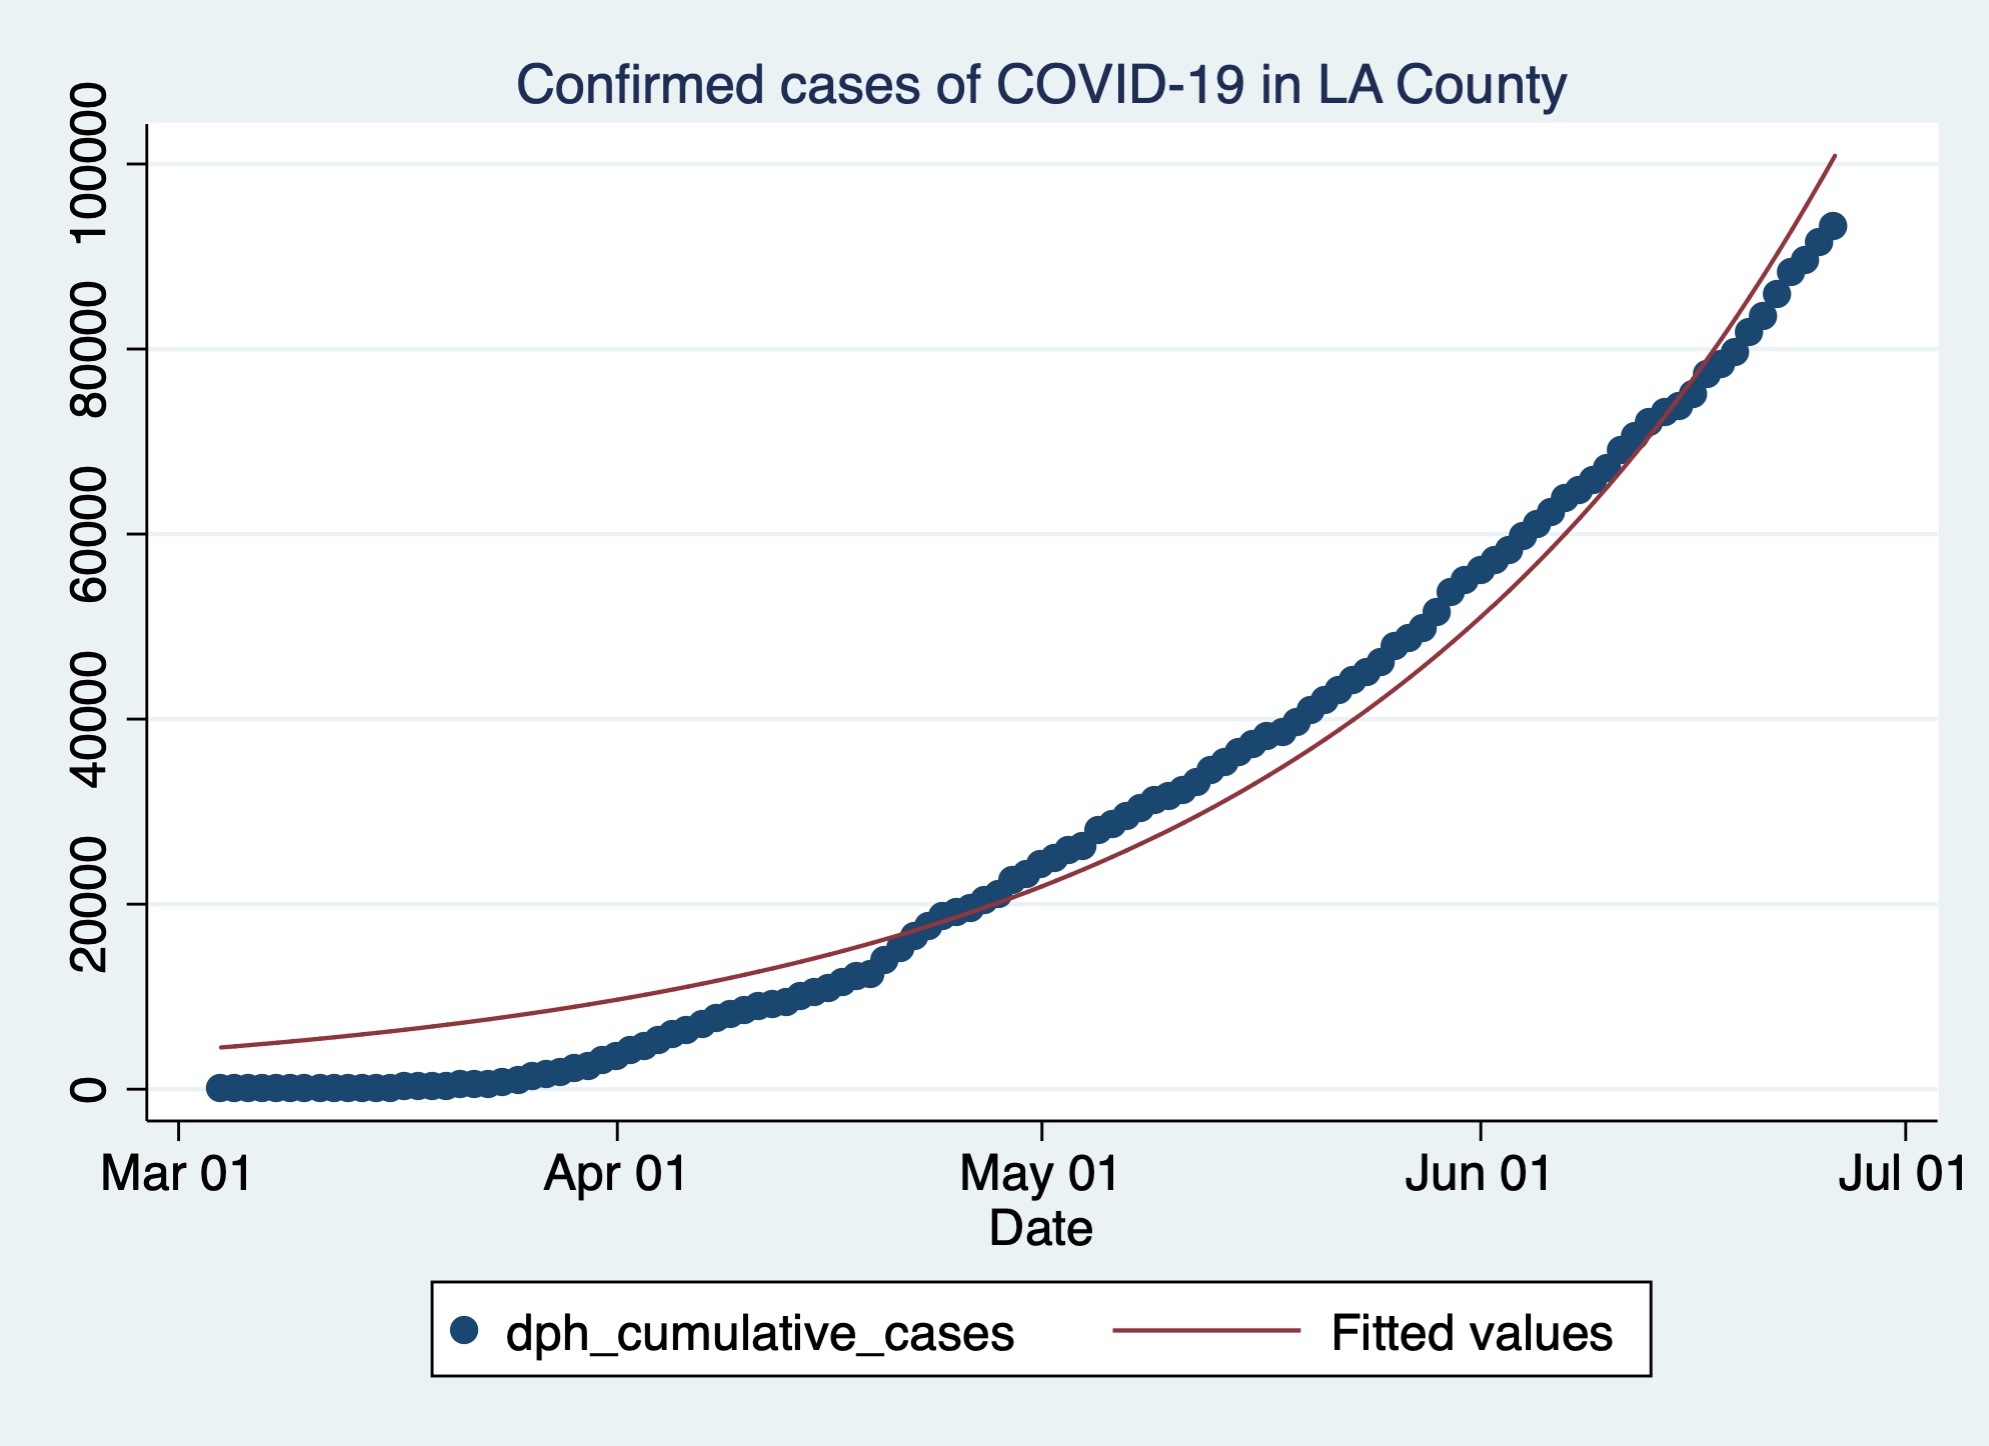 Confirmed cases of COVID-19 in LA County
100000
80000
60000
40000
20000
0
Mar 01 Apr 01 May 01 Jun 01 Jul 01
Date
dph_cumulative_cases Fitted values